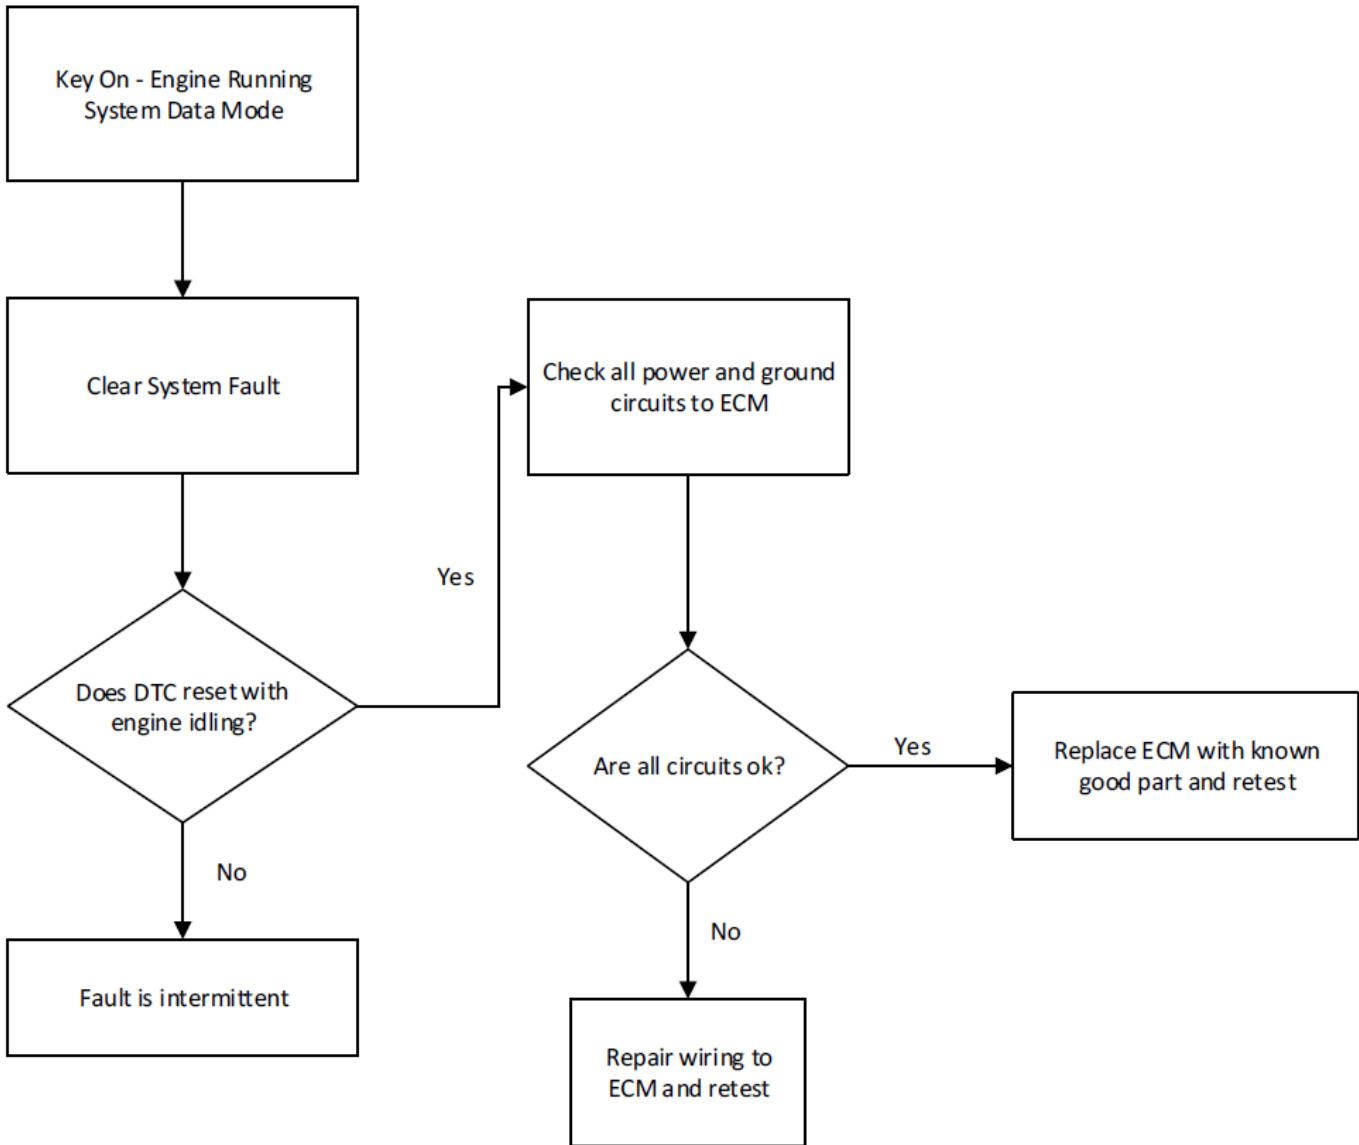 Key On - Engine Running
System Data Mode
Clear System Fault
Check all power and ground
circuits to ECM
Yes
Does DTC reset with
engine idling?
Are all circuits ok?
Yes
Replace ECM with known
good part and retest
No
No
Fault is intermittent
Repair wiring to
ECM and retest